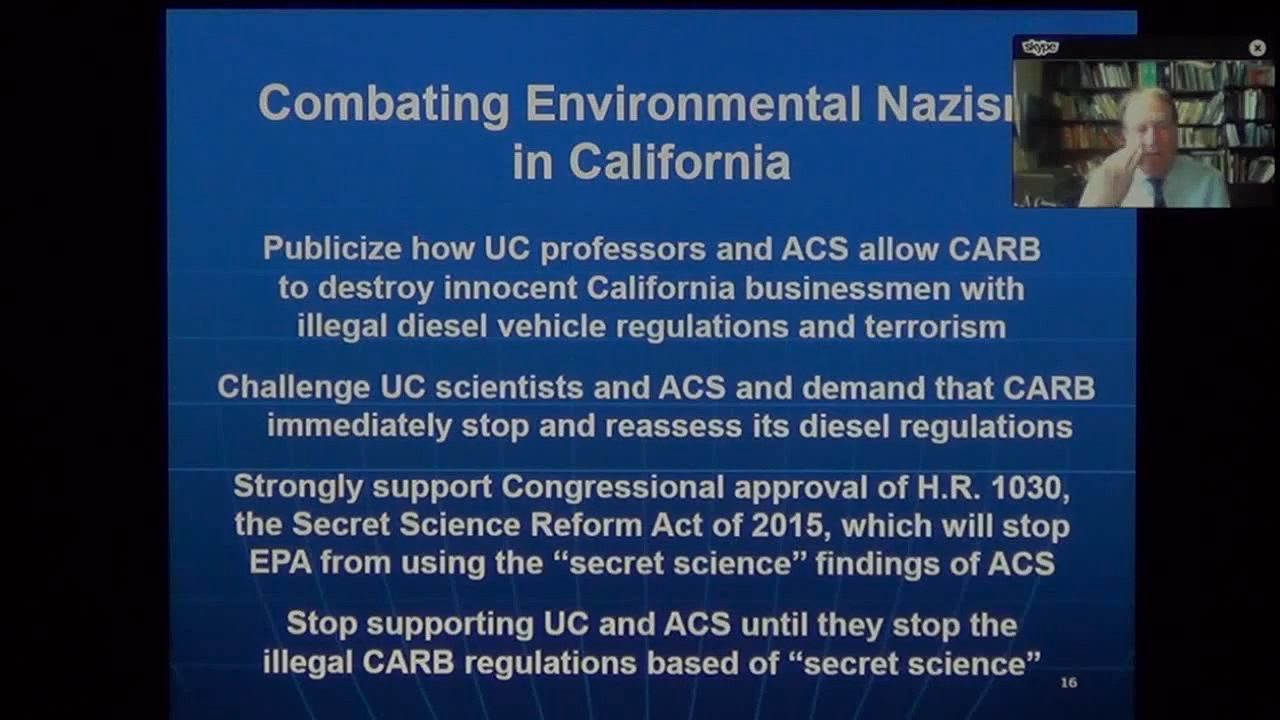 skype
Combating Environmental Nazis
in California
Publicize how UC professors and ACS allow CARB
to destroy innocent California businessmen with
illegal diesel vehicle regulations and terrorism
Challenge UC scientists and ACS and demand that CARB
immediately stop and reassess its diesel regulations
Strongly support Congressional approval of H.R. 1030,
the Secret Science Reform Act of 2015, which will stop
EPA from using the “secret science” findings of ACS
Stop supporting UC and ACS until they stop the
illegal CARB regulations based of “secret science”
16